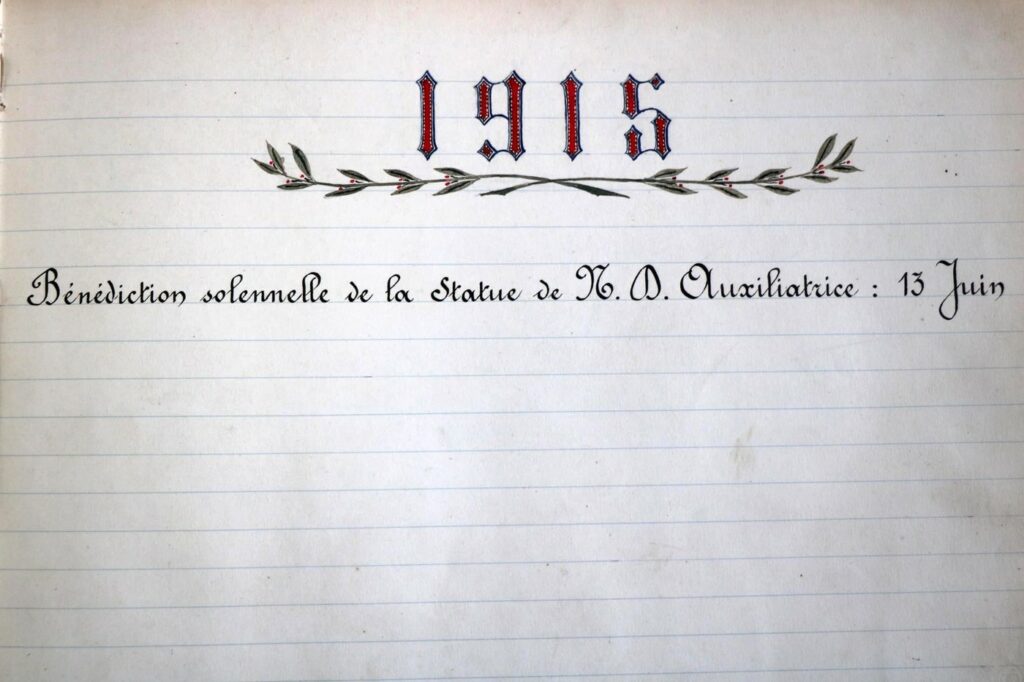 1915
Bénédiction solennelle de la Statue de N. D. Auxiliatrice : 13 Juin